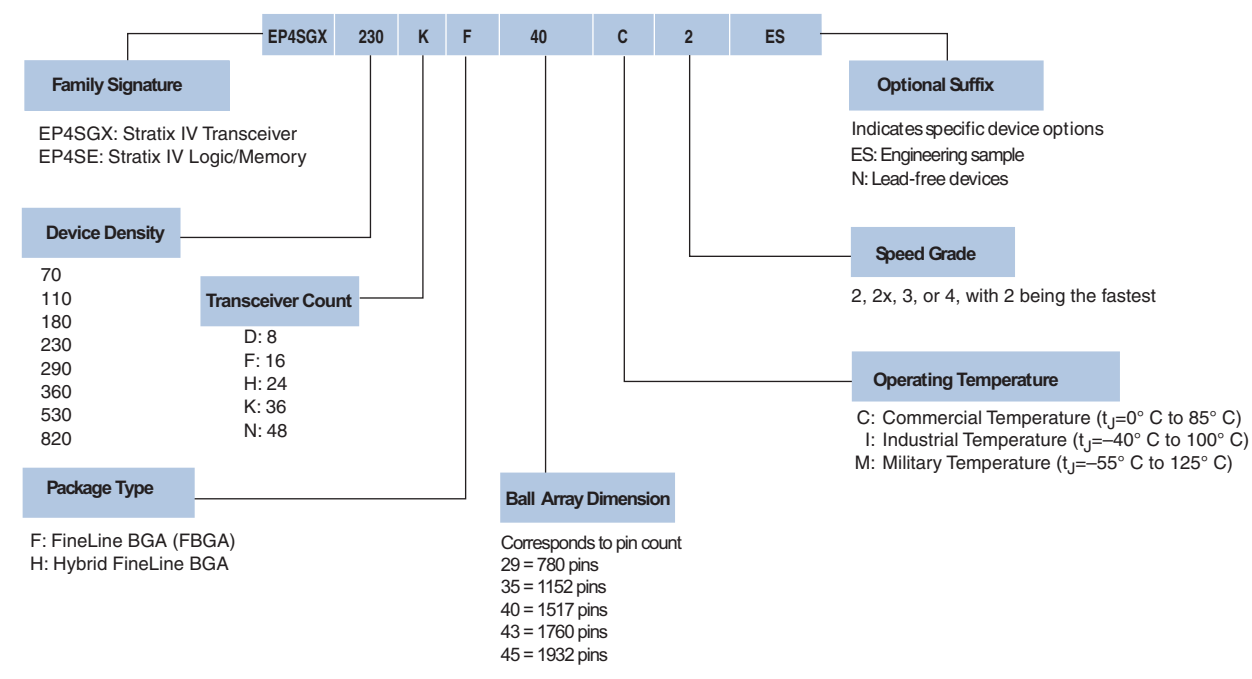 EP4SGX 230 K F 40 C 2 ES
Family Signature
EP4SGX: Stratix IV Transceiver
EP4SE: Stratix IV Logic/Memory
Optional Suffix
Indicates specific device options
ES: Engineering sample
N: Lead-free devices
Device Density
70
110
180
230
290
360
530
820
Transceiver Count
D: 8
F: 16
H: 24
K: 36
N: 48
Speed Grade
2, 2x, 3, or 4, with 2 being the fastest
Operating Temperature
C: Commercial Temperature (tJ=0° C to 85° C)
I: Industrial Temperature (tJ=–40° C to 100° C)
M: Military Temperature (tJ=–55° C to 125° C)
Package Type
F: FineLine BGA (FBGA)
H: Hybrid FineLine BGA
Ball Array Dimension
Corresponds to pin count
29 = 780 pins
35 = 1152 pins
40 = 1517 pins
43 = 1760 pins
45 = 1932 pins